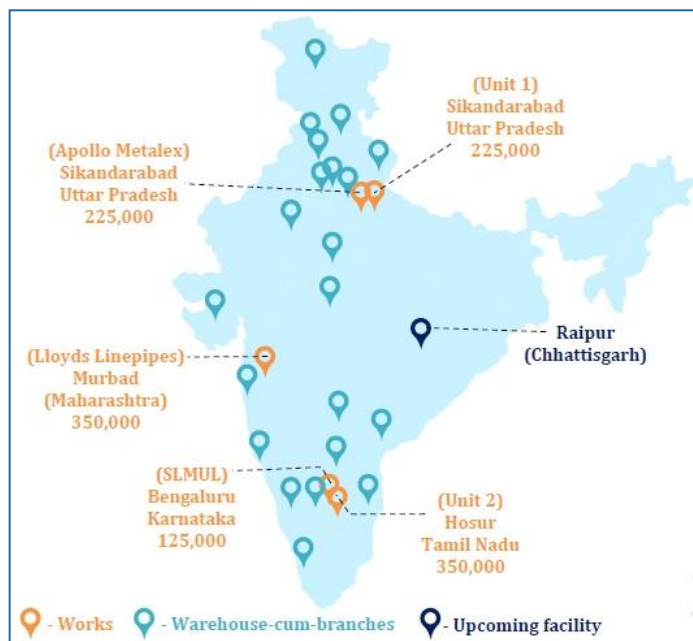 (Unit 1)
Sikandarabad
Uttar Pradesh
225,000
(Apollo Metalex)
Sikandarabad
Uttar Pradesh
225,000
Raipur
(Chhattisgarh)
(Lloyds Linepipes)
Murbad
(Maharashtra)
350,000
(SLMUL)
Bengaluru
Karnataka
125,000
(Unit 2)
Hosur
Tamil Nadu
350,000
- Works
- Warehouse-cum-branches
- Upcoming facility